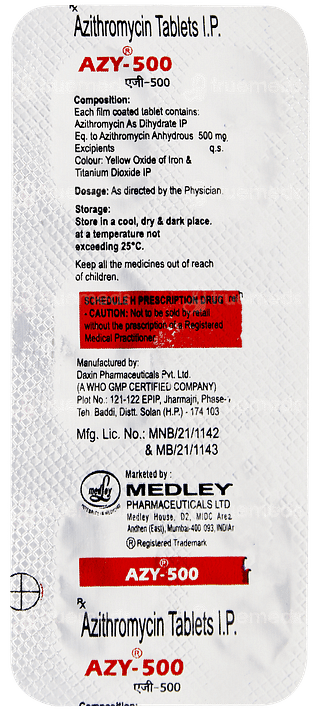 Rx
Azithromycin Tablets I.P.
AZY®-500
एजी-500
Composition:
Each film coated tablet contains:
Azithromycin As Dihydrate IP
Eq. to Azithromycin Anhydrous 500 mg
Excipients q.s.
Colour: Yellow Oxide of Iron &
Titanium Dioxide IP
Dosage: As directed by the Physician.
Storage:
Store in a cool, dry & dark place.
at a temperature not
exceeding 25°C.
Keep all the medicines out of reach
of children.
SCHEDULE H PRESCRIPTION DRUG
- CAUTION: Not to be sold by retail
without the prescription of a Registered
Medical Practitioner.
Manufactured by:
Daxin Pharmaceuticals Pvt. Ltd.
(A WHO GMP CERTIFIED COMPANY)
Plot No.: 121-122 EPIP, Jharmajri, Phase-
Teh. Baddi, Distt. Solan (H.P.) - 174 103
Mfg. Lic. No.: MNB/21/1142
& MB/21/1143
Marketed by :
medley
MEDLEY
PHARMACEUTICALS LTD
Medley House, D2, MIDC Area,
Andheri (East), Mumbai-400 093, INDIA
® Registered Trademark
AZY®-500
Rx
Azithromycin Tablets I.P.
AZY®-500
एजी-500
Composition: